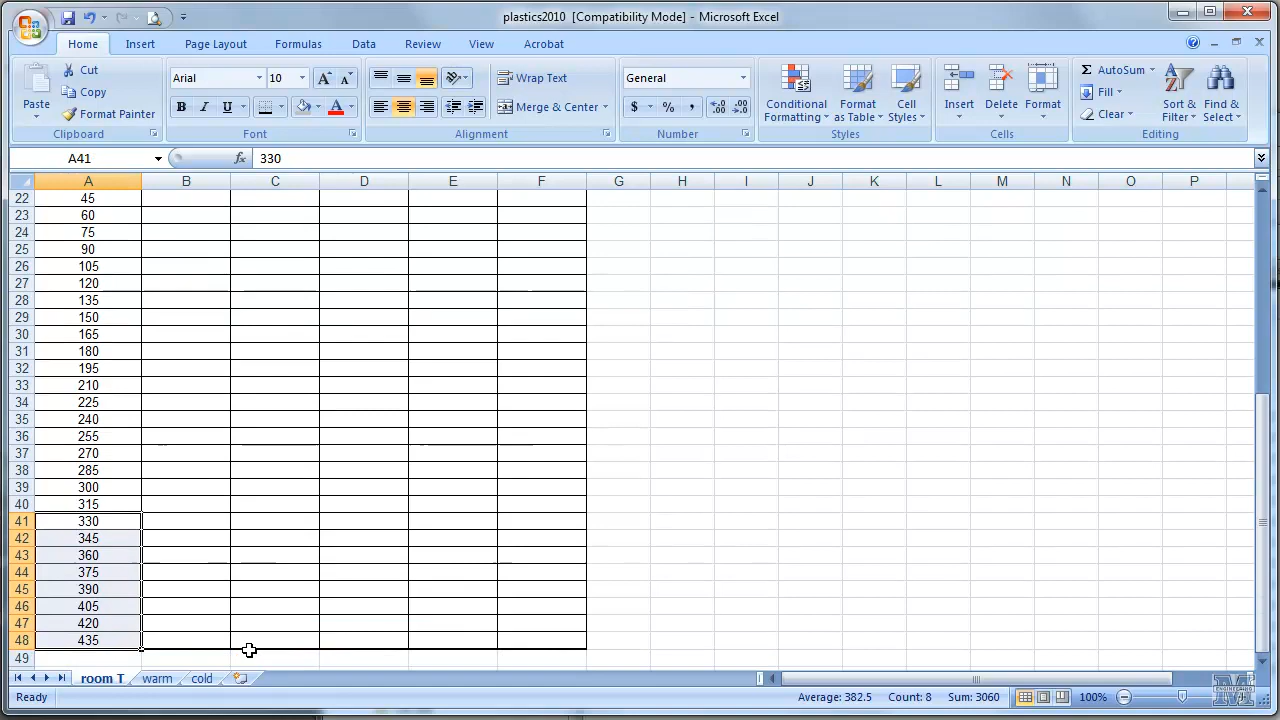 plastics2010 [Compatibility Mode] - Microsoft Excel
Home Insert Page Layout Formulas Data Review View Acrobat
Paste
Cut
Copy
Format Painter
Clipboard
Arial 10
B I U A
Font
Wrap Text
Merge & Center
Alignment
General
$ % ,
Number
Conditional Formatting
Format as Table
Cell Styles
Styles
Insert Delete Format
Cells
Σ AutoSum
Fill
Clear
Sort & Filter
Find & Select
Editing
A41 fx 330
A B C D E F G H I J K L M N O P
22 45
23 60
24 75
25 90
26 105
27 120
28 135
29 150
30 165
31 180
32 195
33 210
34 225
35 240
36 255
37 270
38 285
39 300
40 315
41 330
42 345
43 360
44 375
45 390
46 405
47 420
48 435
49
room T warm cold
Ready Average: 382.5 Count: 8 Sum: 3060 100%